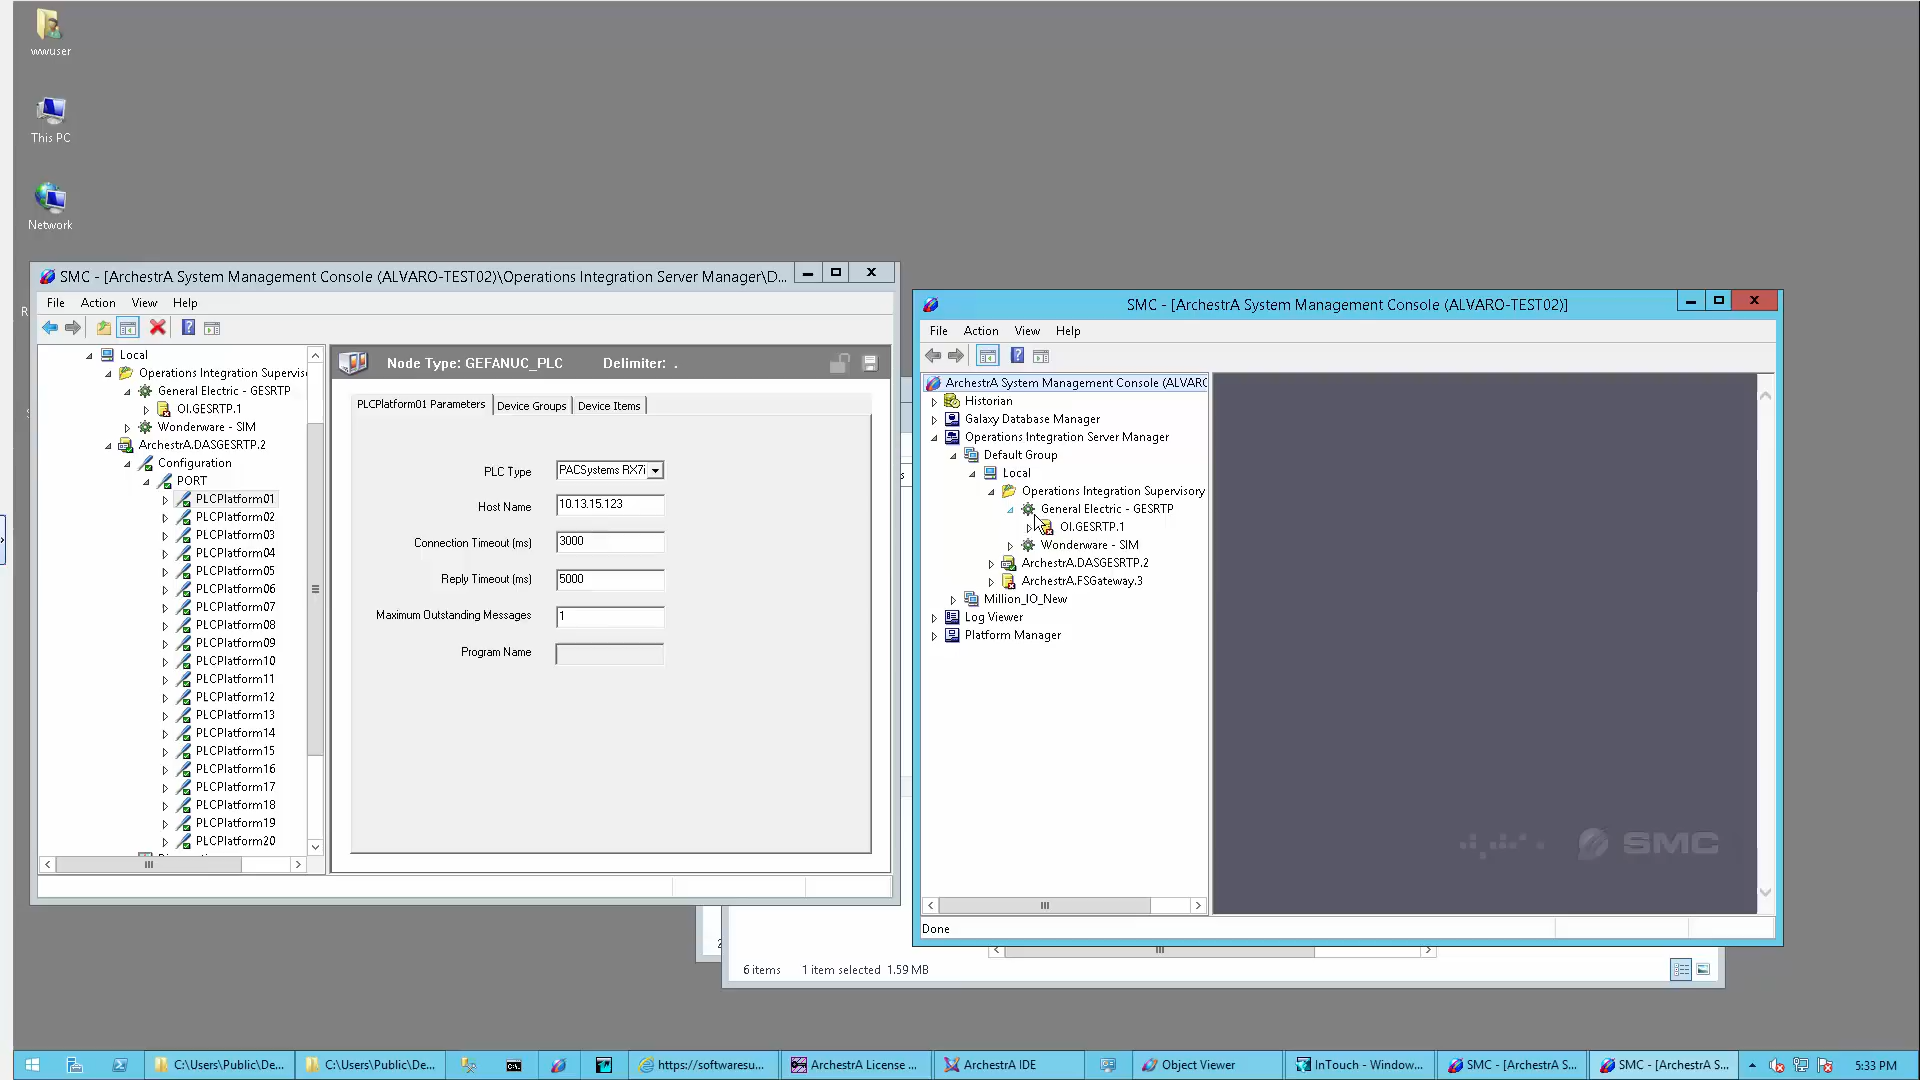 wwuser
This PC
Network
R
SMC - [ArchestrA System Management Console (ALVARO-TEST02)\Operations Integration Server Manager\D...
File Action View Help
Local
Operations Integration Superviso
General Electric - GESRTP
OI.GESRTP.1
Wonderware - SIM
ArchestrA.DASGESRTP.2
Configuration
PORT
PLCPlatform01
PLCPlatform02
PLCPlatform03
PLCPlatform04
PLCPlatform05
PLCPlatform06
PLCPlatform07
PLCPlatform08
PLCPlatform09
PLCPlatform10
PLCPlatform11
PLCPlatform12
PLCPlatform13
PLCPlatform14
PLCPlatform15
PLCPlatform16
PLCPlatform17
PLCPlatform18
PLCPlatform19
PLCPlatform20
Node Type: GEFANUC_PLC Delimiter: .
PLCPlatform01 Parameters Device Groups Device Items
PLC Type PACSystems RX7i
Host Name 10.13.15.123
Connection Timeout (ms) 3000
Reply Timeout (ms) 5000
Maximum Outstanding Messages 1
Program Name
SMC - [ArchestrA System Management Console (ALVARO-TEST02)]
File Action View Help
ArchestrA System Management Console (ALVARO
Historian
Galaxy Database Manager
Operations Integration Server Manager
Default Group
Local
Operations Integration Supervisory
General Electric - GESRTP
OI.GESRTP.1
Wonderware - SIM
ArchestrA.DASGESRTP.2
ArchestrA.FSGateway.3
Million_IO_New
Log Viewer
Platform Manager
SMC
Done
2
6 items 1 item selected 1.59 MB
C:\Users\Public\De... C:\Users\Public\De... https://softwaresu... ArchestrA License ... ArchestrA IDE Object Viewer InTouch - Window... SMC - [ArchestrA S... SMC - [ArchestrA S... 5:33 PM